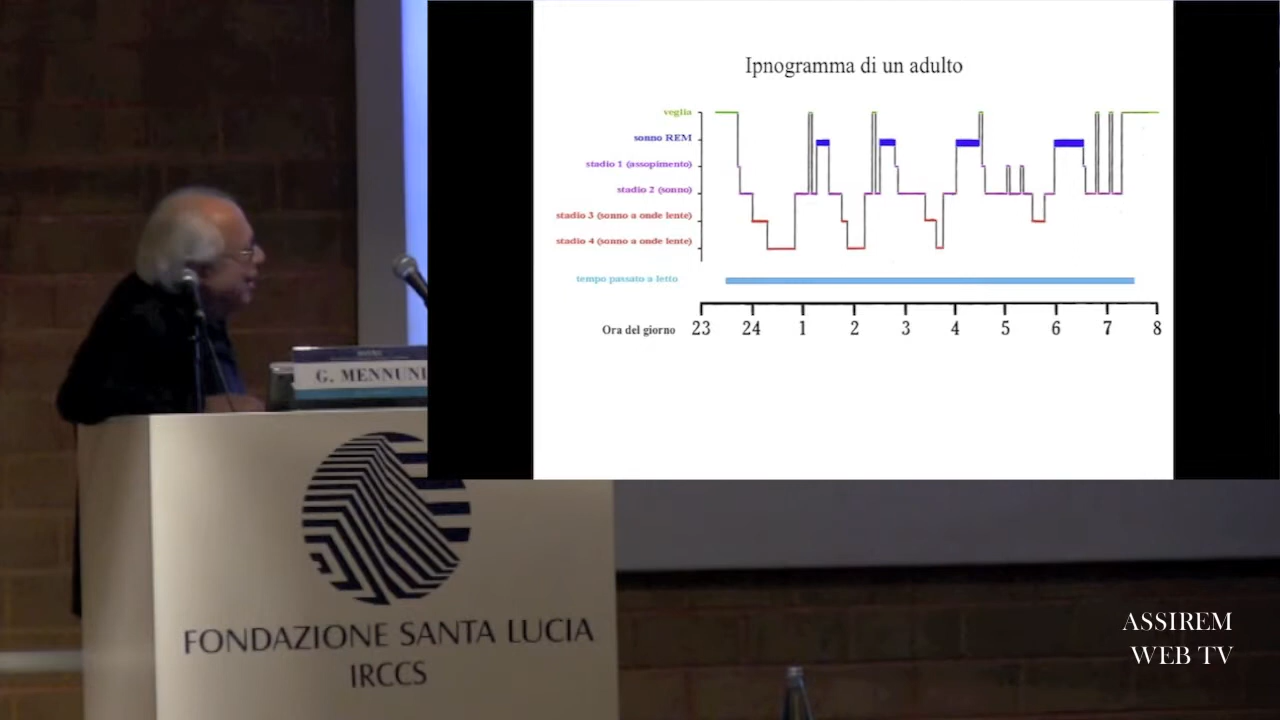 Ipnogramma di un adulto
veglia
sonno REM
stadio 1 (assopimento)
stadio 2 (sonno)
stadio 3 (sonno a onde lente)
stadio 4 (sonno a onde lente)
tempo passato a letto
Ora del giorno
23 24 1 2 3 4 5 6 7 8
G. MENNUNI
FONDAZIONE SANTA LUCIA
IRCCS
ASSIREM
WEB TV